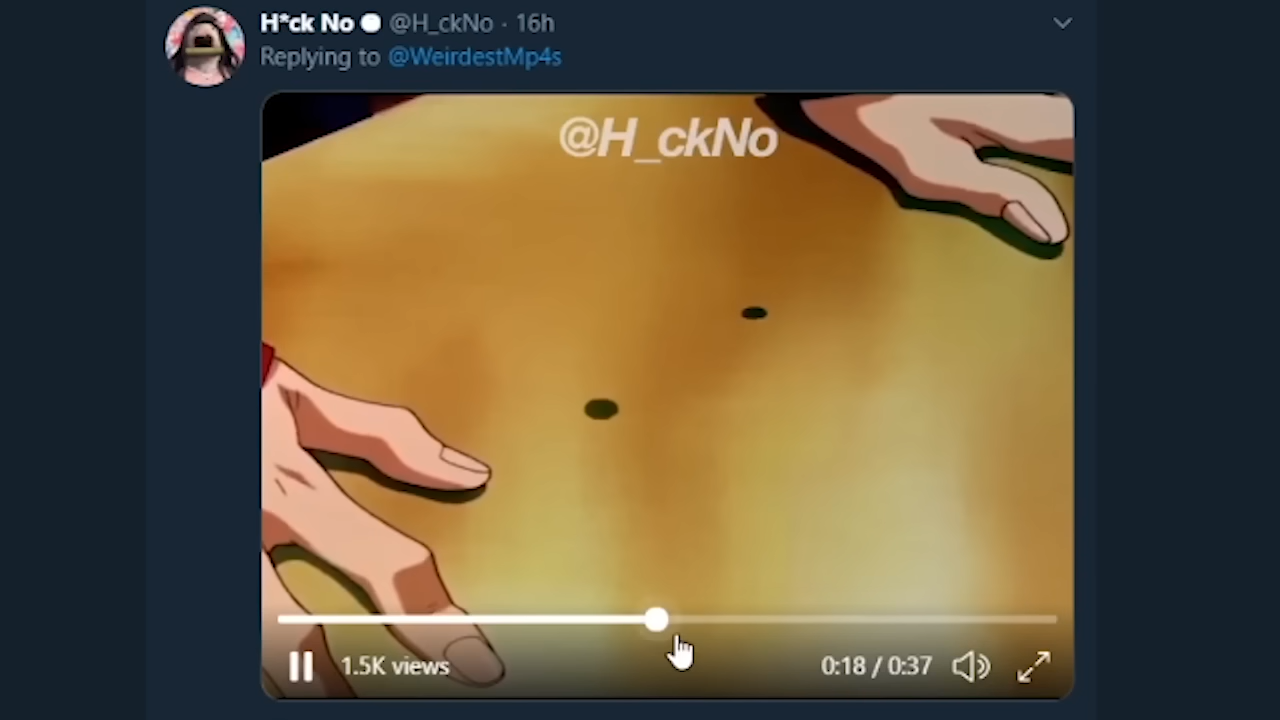 H*ck No @H_ckNo · 16h
Replying to @WeirdestMp4s
@H_ckNo
1.5K views
0:18 / 0:37